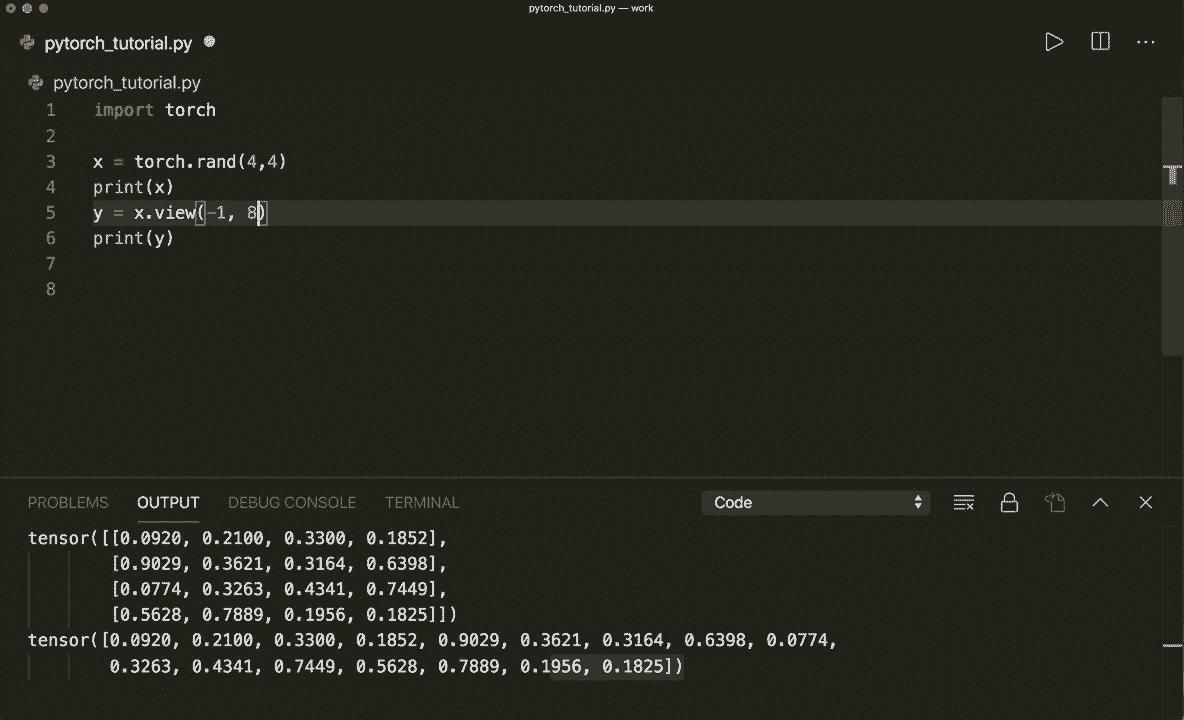 pytorch_tutorial.py — work
pytorch_tutorial.py
pytorch_tutorial.py
1 import torch
2
3 x = torch.rand(4,4)
4 print(x)
5 y = x.view(-1, 8)
6 print(y)
7
8
PROBLEMS OUTPUT DEBUG CONSOLE TERMINAL Code
tensor([[0.0920, 0.2100, 0.3300, 0.1852],
[0.9029, 0.3621, 0.3164, 0.6398],
[0.0774, 0.3263, 0.4341, 0.7449],
[0.5628, 0.7889, 0.1956, 0.1825]])
tensor([0.0920, 0.2100, 0.3300, 0.1852, 0.9029, 0.3621, 0.3164, 0.6398, 0.0774,
0.3263, 0.4341, 0.7449, 0.5628, 0.7889, 0.1956, 0.1825])